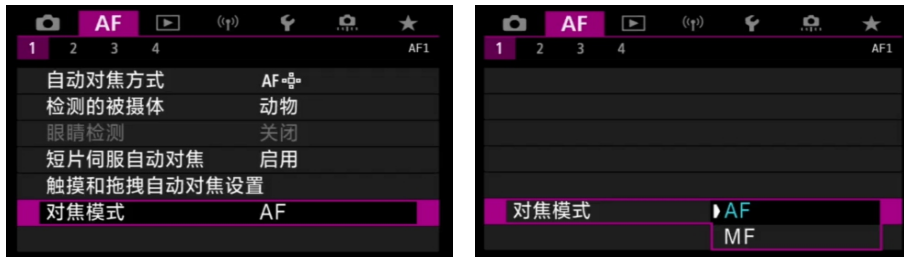 AF
1 2 3 4 AF1
自动对焦方式 AF
检测的被摄体 动物
眼睛检测 关闭
短片伺服自动对焦 启用
触摸和拖拽自动对焦设置
对焦模式 AF
AF
1 2 3 4 AF1
对焦模式 AF
MF